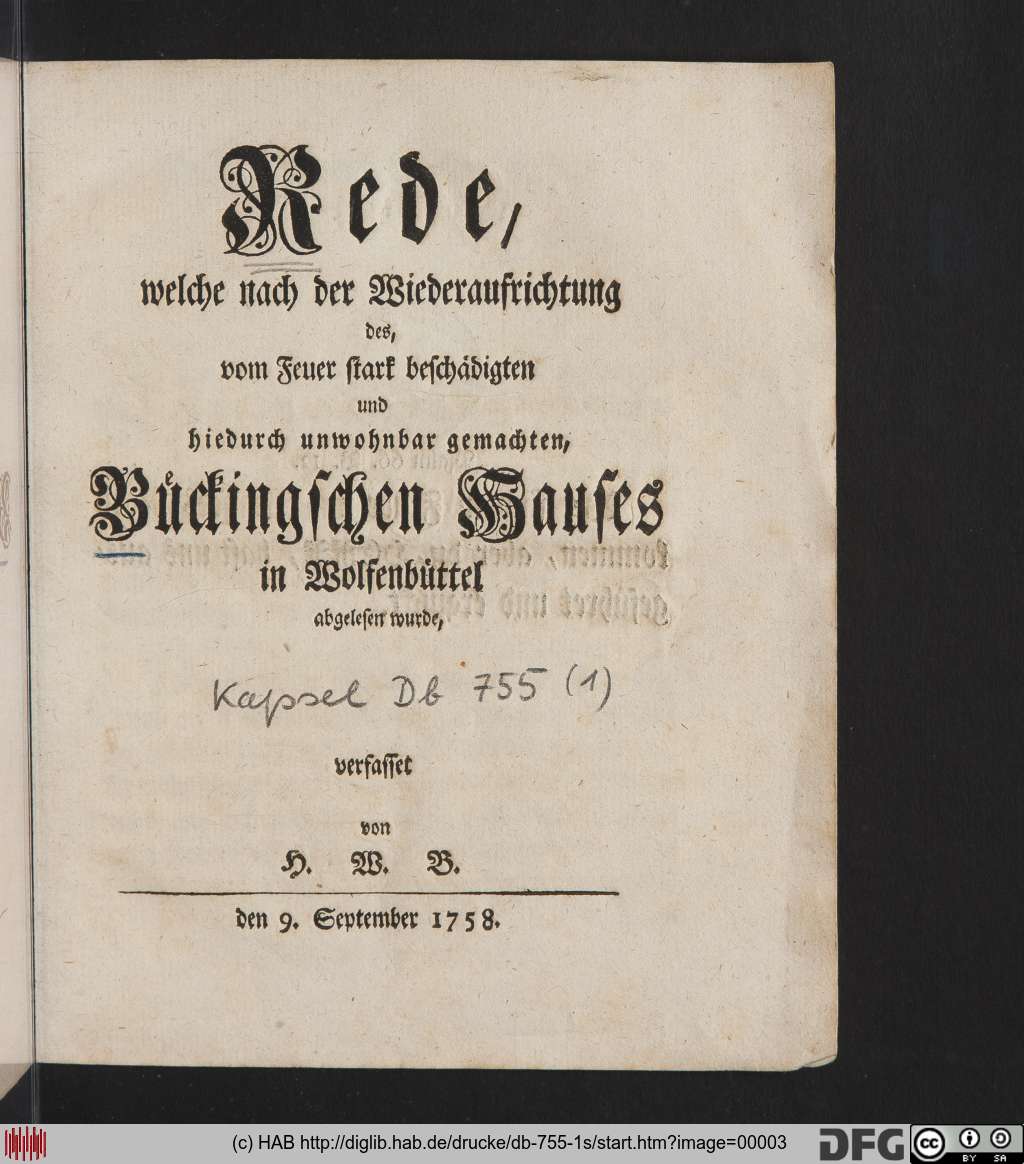 Rede,
welche nach der Wiederaufrichtung
des,
vom Feuer stark beschädigten
und
hiedurch unwohnbar gemachten,
Bückingschen Hauses
in Wolfenbüttel
abgelesen wurde,
Kapsel Db 755 (1)
verfasset
von
H. W. B.
den 9. September 1758.
(c) HAB http://diglib.hab.de/drucke/db-755-1s/start.htm?image=00003
DFG
cc BY SA